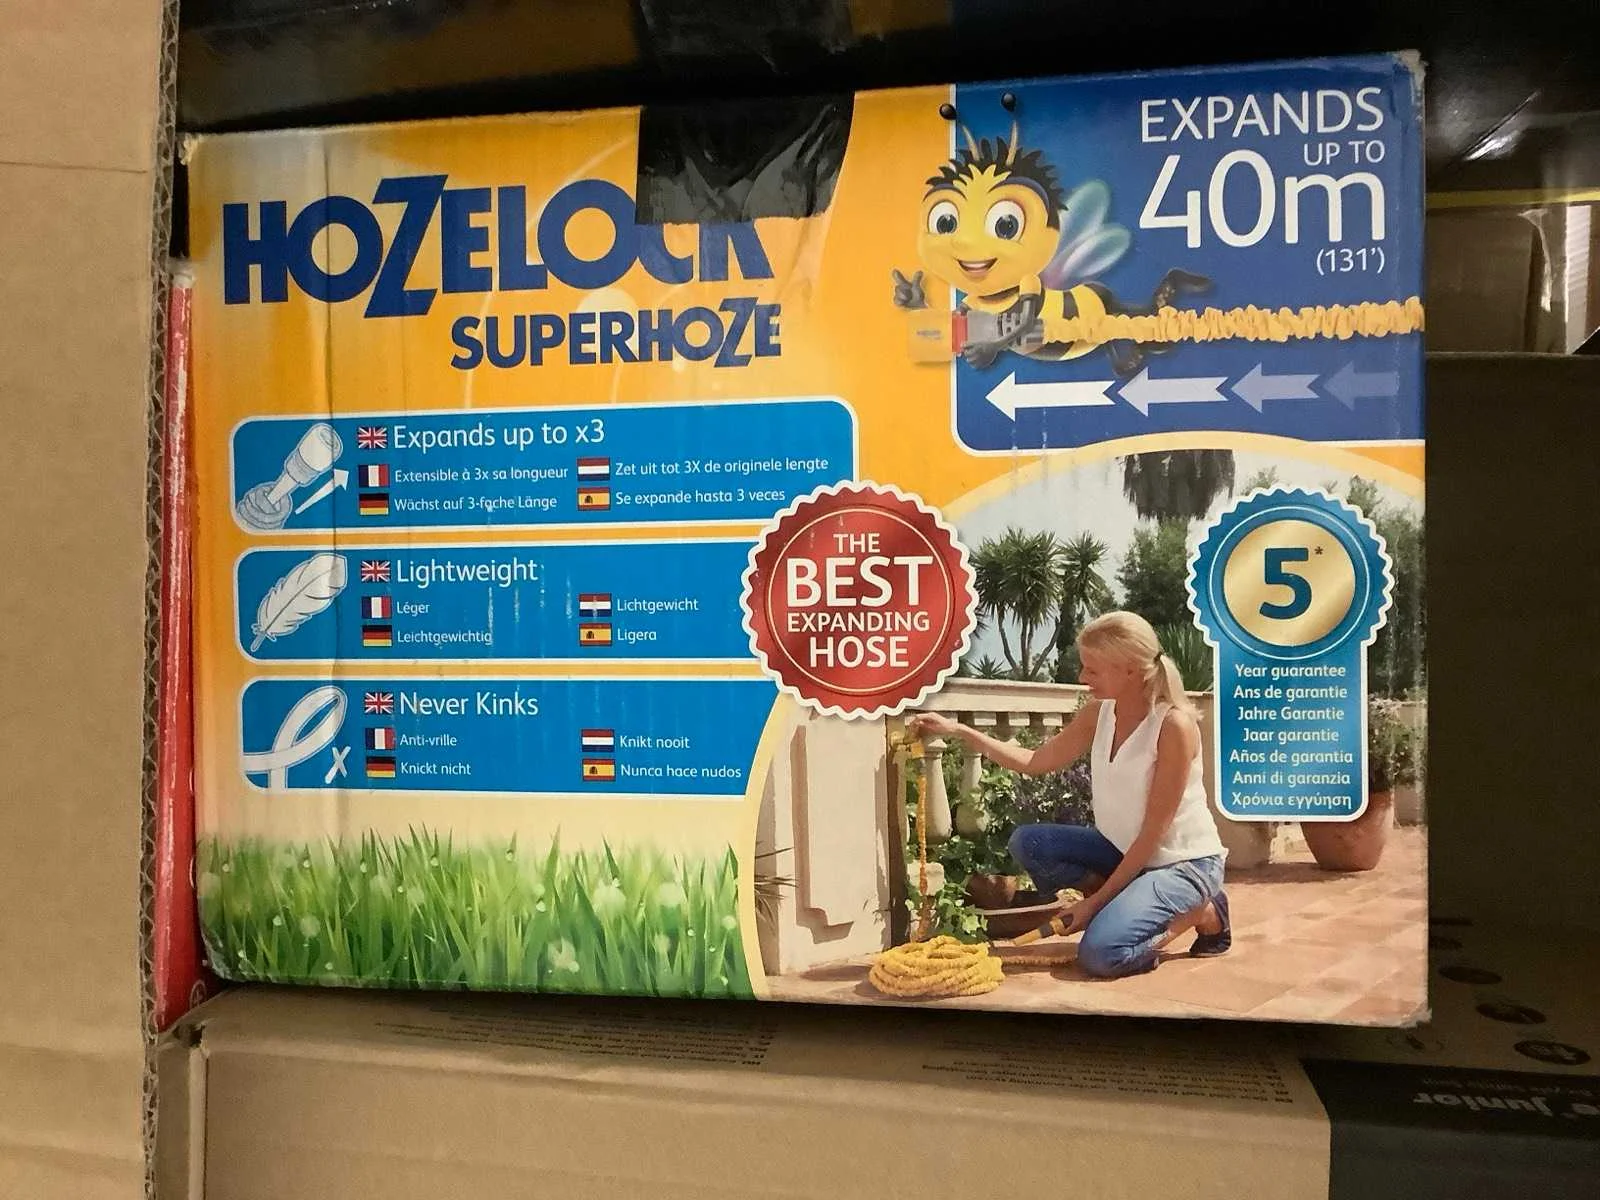 HOZELOCK
SUPERHOZE
EXPANDS
UP TO
40m
(131')
Expands up to x3
Extensible à 3x sa longueur
Zet uit tot 3X de originele lengte
Wächst auf 3-fache Länge
Se expande hasta 3 veces
Lightweight
Léger
Lichtgewicht
Leichtgewichtig
Ligera
Never Kinks
Anti-vrille
Knikt nooit
Knickt nicht
Nunca hace nudos
THE
BEST
EXPANDING
HOSE
5*
Year guarantee
Ans de garantie
Jahre Garantie
Jaar garantie
Años de garantia
Anni di garanzia
Χρόνια εγγύηση
junior